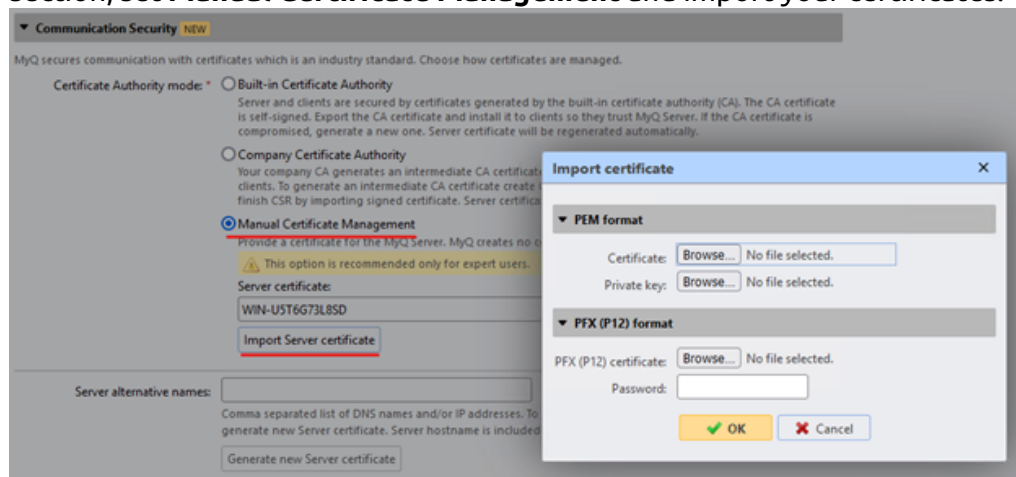 section, set Manual Certificate Management and import your certificates.
Communication Security NEW
MyQ secures communication with certificates which is an industry standard. Choose how certificates are managed.
Certificate Authority mode: * Built-in Certificate Authority
Server and clients are secured by certificates generated by the built-in certificate authority (CA). The CA certificate
is self-signed. Export the CA certificate and install it to clients so they trust MyQ Server. If the CA certificate is
compromised, generate a new one. Server certificate will be regenerated automatically.
Company Certificate Authority
Your company CA generates an intermediate CA
clients. To generate an intermediate CA certificate create
finish CSR by importing signed certificate. Server
Manual Certificate Management
Provide a certificate for the MyQ Server. MyQ creates no
This option is recommended only for expert users.
Server certificate:
WIN-U5T6G73L8SD
Import Server certificate
Server alternative names:
Comma separated list of DNS names and/or IP addresses. To
generate new Server certificate. Server hostname is included
Generate new Server certificate
Import certificate
PEM format
Certificate: Browse... No file selected.
Private key: Browse... No file selected.
PFX (P12) format
PFX (P12) certificate: Browse... No file selected.
Password:
OK Cancel